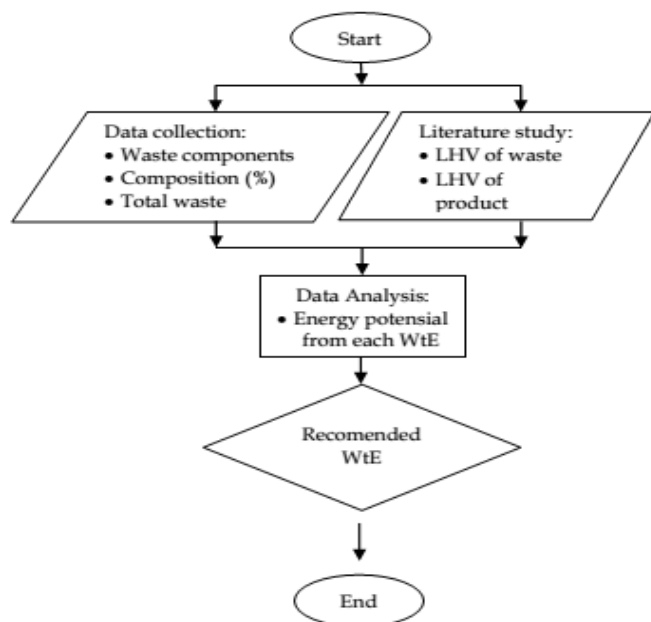 Start
Data collection:
• Waste components
• Composition (%)
• Total waste
Literature study:
• LHV of waste
• LHV of
product
Data Analysis:
• Energy potensial
from each WtE
Recomended
WtE
End